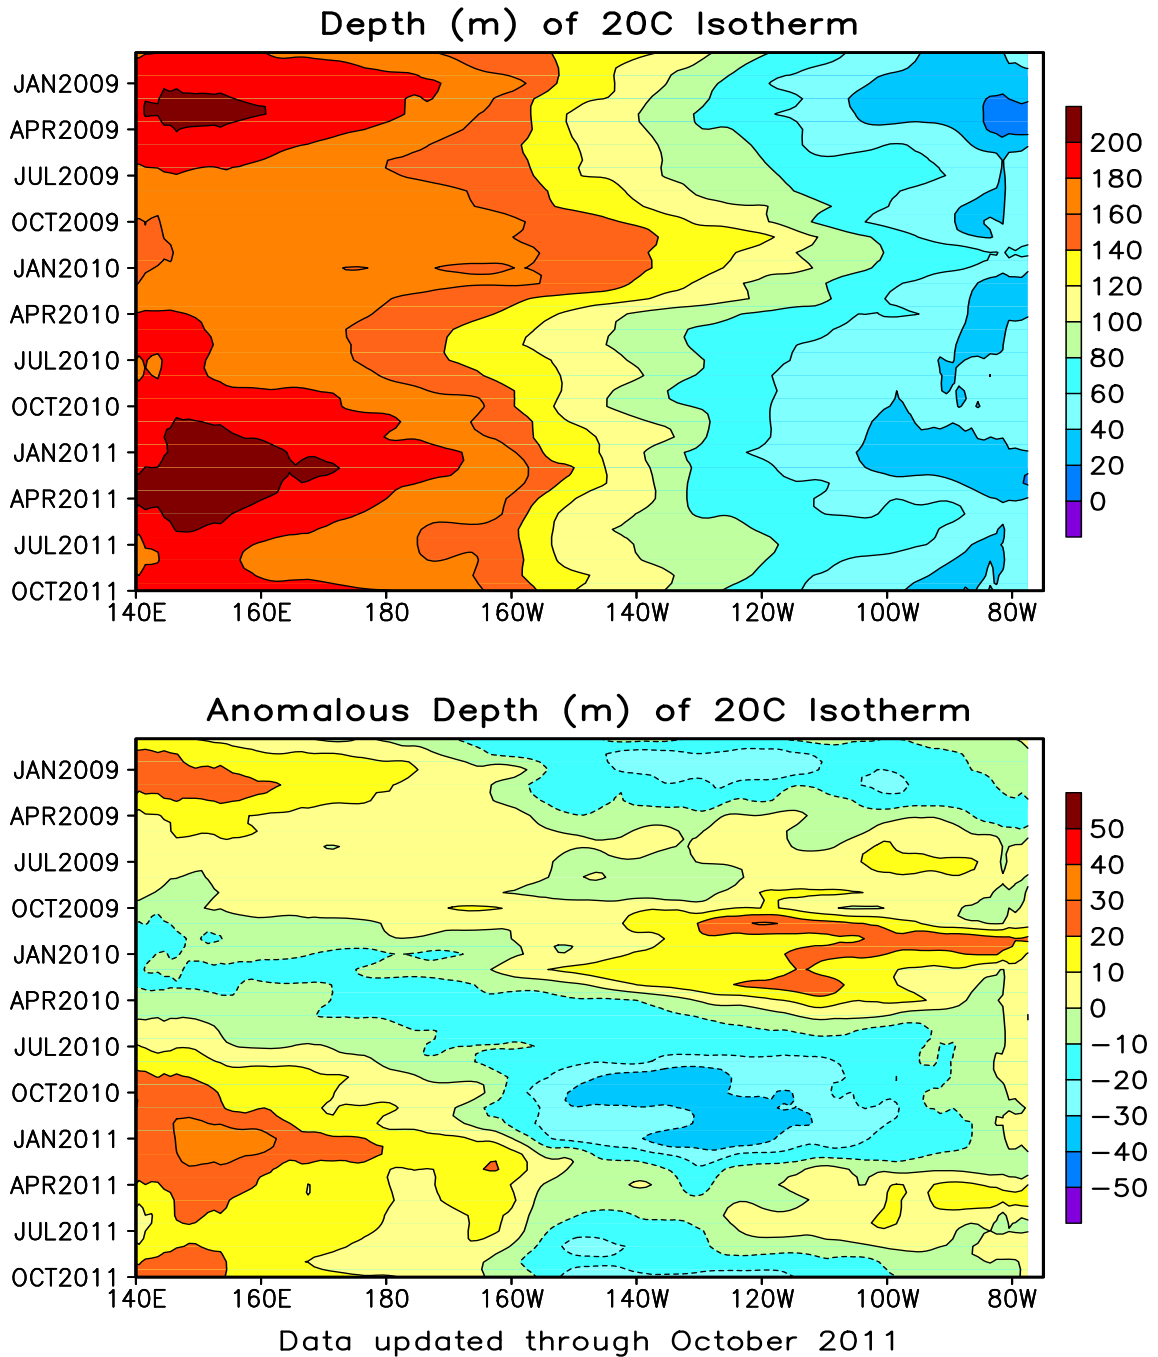 Depth (m) of 20C Isotherm
JAN2009
APR2009
JUL2009
OCT2009
JAN2010
APR2010
JUL2010
OCT2010
JAN2011
APR2011
JUL2011
OCT2011
140E 160E 180 160W 140W 120W 100W 80W
200
180
160
140
120
100
80
60
40
20
0
Anomalous Depth (m) of 20C Isotherm
JAN2009
APR2009
JUL2009
OCT2009
JAN2010
APR2010
JUL2010
OCT2010
JAN2011
APR2011
JUL2011
OCT2011
140E 160E 180 160W 140W 120W 100W 80W
50
40
30
20
10
0
−10
−20
−30
−40
−50
Data updated through October 2011